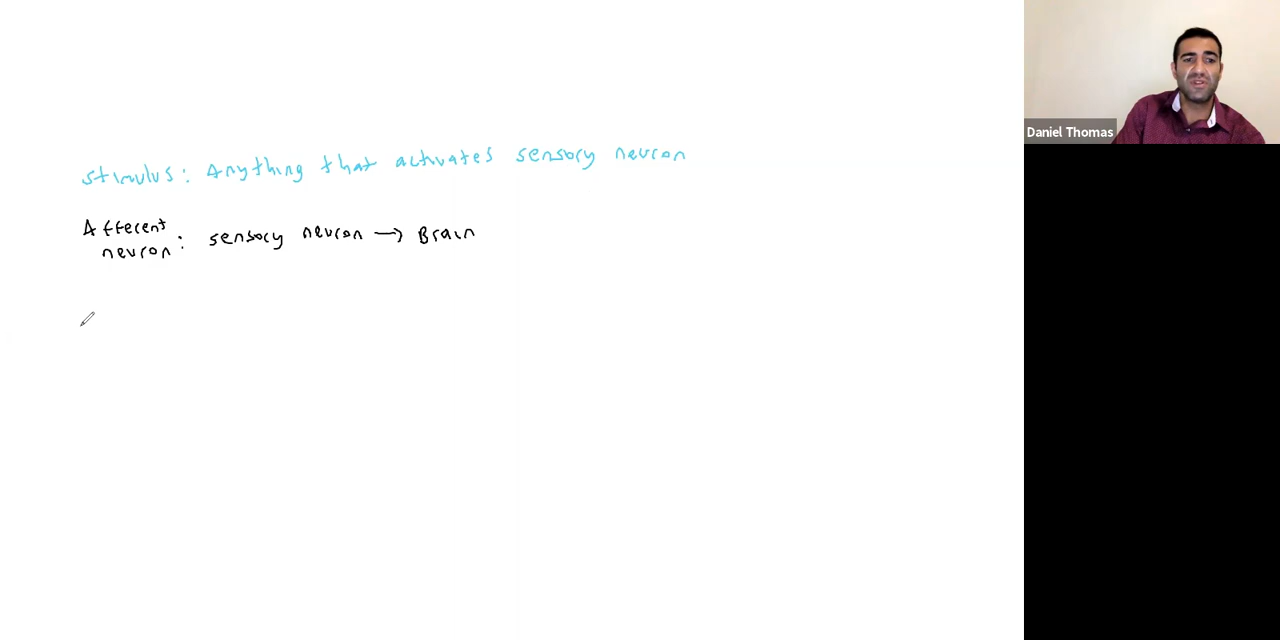 stimulus: Anything that activates sensory neuron
Afferent
neuron: sensory neuron → Brain
Daniel Thomas